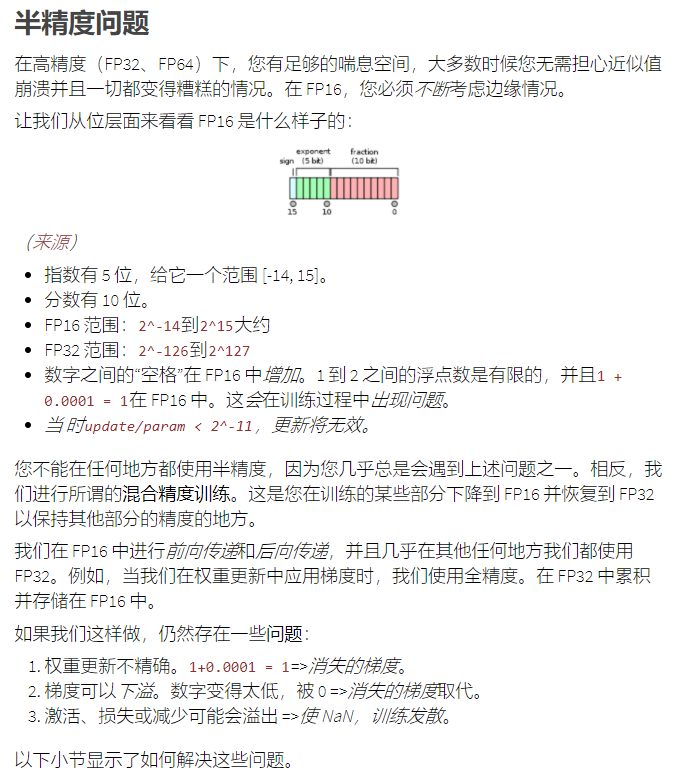 半精度问题
在高精度（FP32、FP64）下，您有足够的喘息空间，大多数时候您无需担心近似值
崩溃并且一切都变得糟糕的情况。在 FP16，您必须不断考虑边缘情况。
让我们从位层面来看看 FP16 是什么样子的：
exponent fraction
sign (5 bit) (10 bit)
15 10 0
（来源）
• 指数有 5 位，给它一个范围 [-14, 15]。
• 分数有 10 位。
• FP16 范围：2^-14到2^15大约
• FP32 范围：2^-126到2^127
• 数字之间的“空格”在 FP16 中增加。1 到 2 之间的浮点数是有限的，并且1 +
0.0001 = 1在 FP16 中。这会在训练过程中出现问题。
• 当时update/param < 2^-11，更新将无效。
您不能在任何地方都使用半精度，因为您几乎总是会遇到上述问题之一。相反，我
们进行所谓的混合精度训练。这是您在训练的某些部分下降到 FP16 并恢复到 FP32
以保持其他部分的精度的地方。
我们在 FP16 中进行前向传递和后向传递，并且几乎在其他任何地方我们都使用
FP32。例如，当我们在权重更新中应用梯度时，我们使用全精度。在 FP32 中累积
并存储在 FP16 中。
如果我们这样做，仍然存在一些问题：
1. 权重更新不精确。1+0.0001 = 1=>消失的梯度。
2. 梯度可以下溢。数字变得太低，被 0 =>消失的梯度取代。
3. 激活、损失或减少可能会溢出 =>使 NaN，训练发散。
以下小节显示了如何解决这些问题。